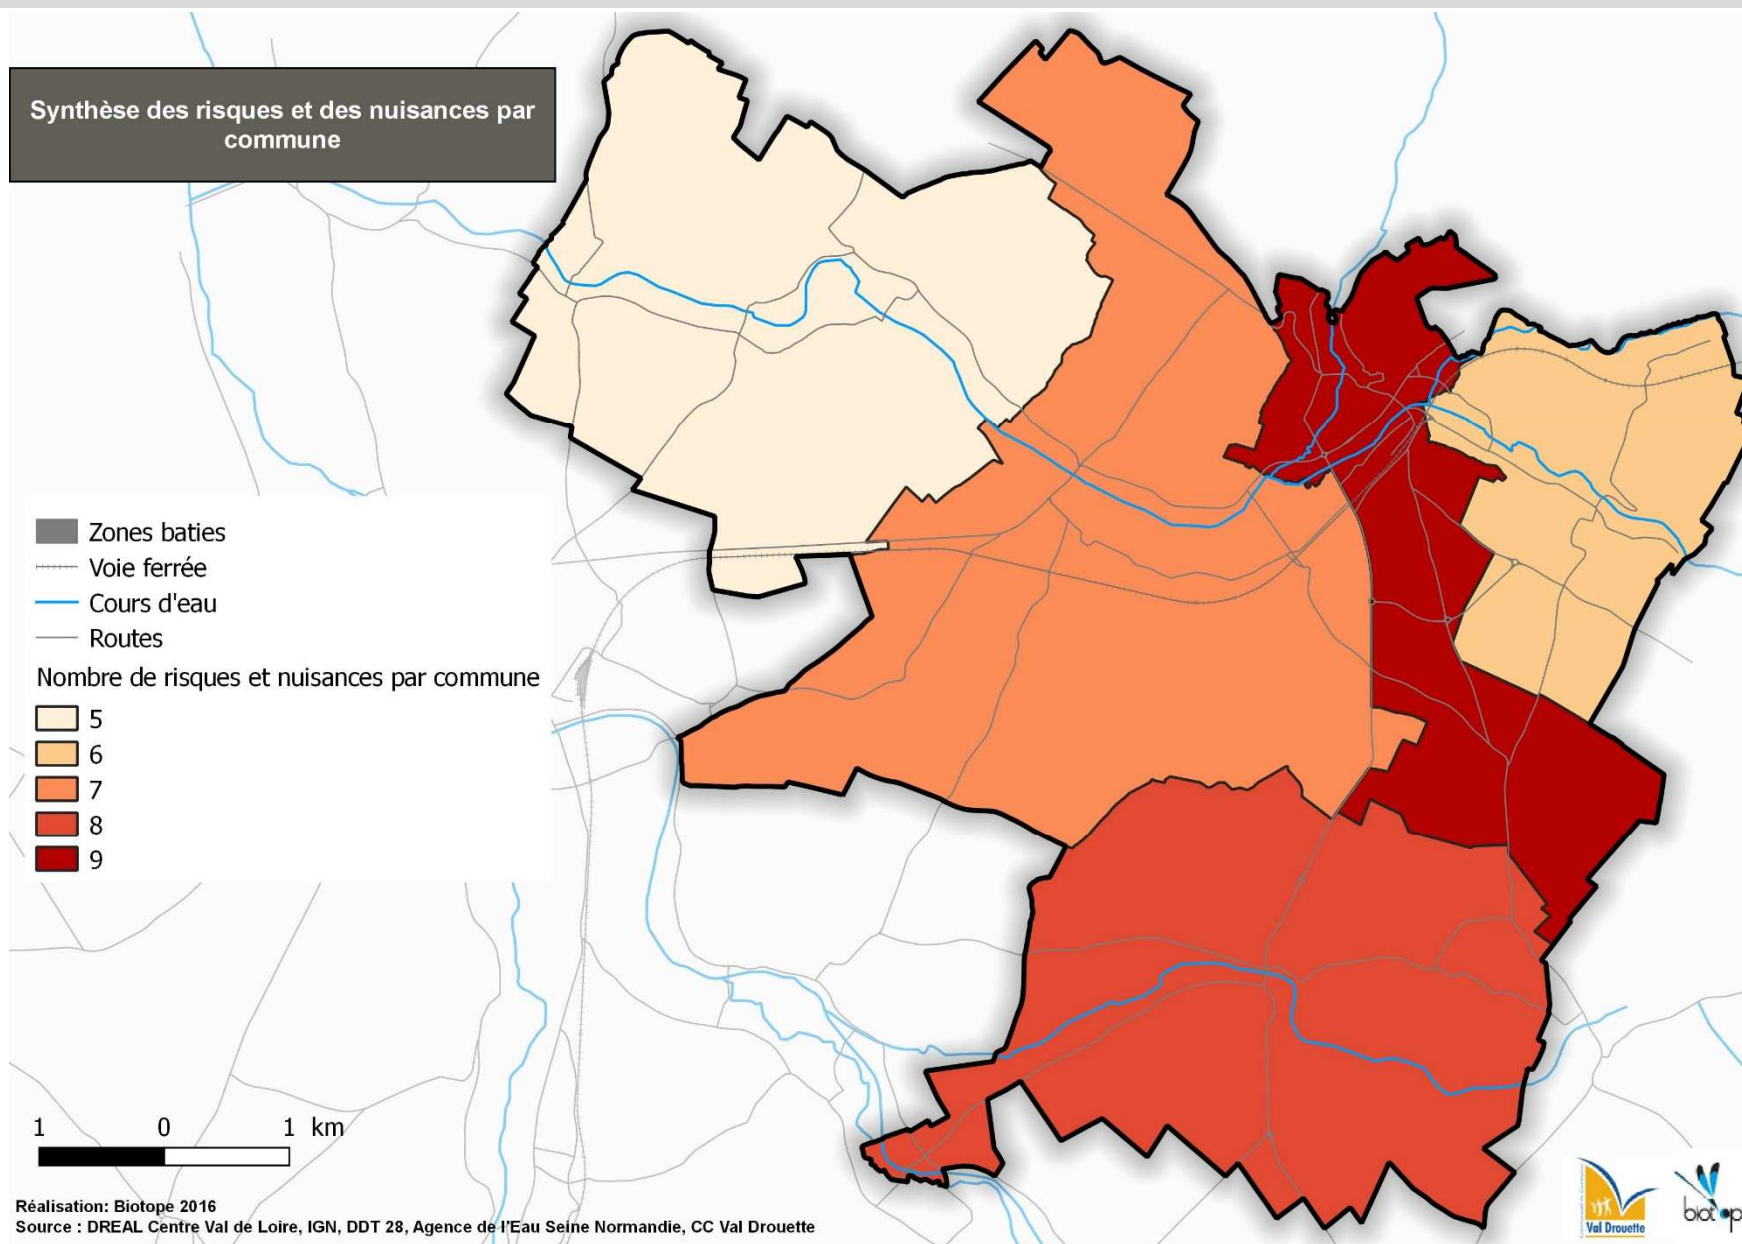 Synthèse des risques et des nuisances par
commune
Zones baties
Voie ferrée
Cours d'eau
Routes
Nombre de risques et nuisances par commune
5
6
7
8
9
1 0 1 km
Réalisation: Biotope 2016
Source : DREAL Centre Val de Loire, IGN, DDT 28, Agence de l'Eau Seine Normandie, CC Val Drouette
Val Drouette
biotop